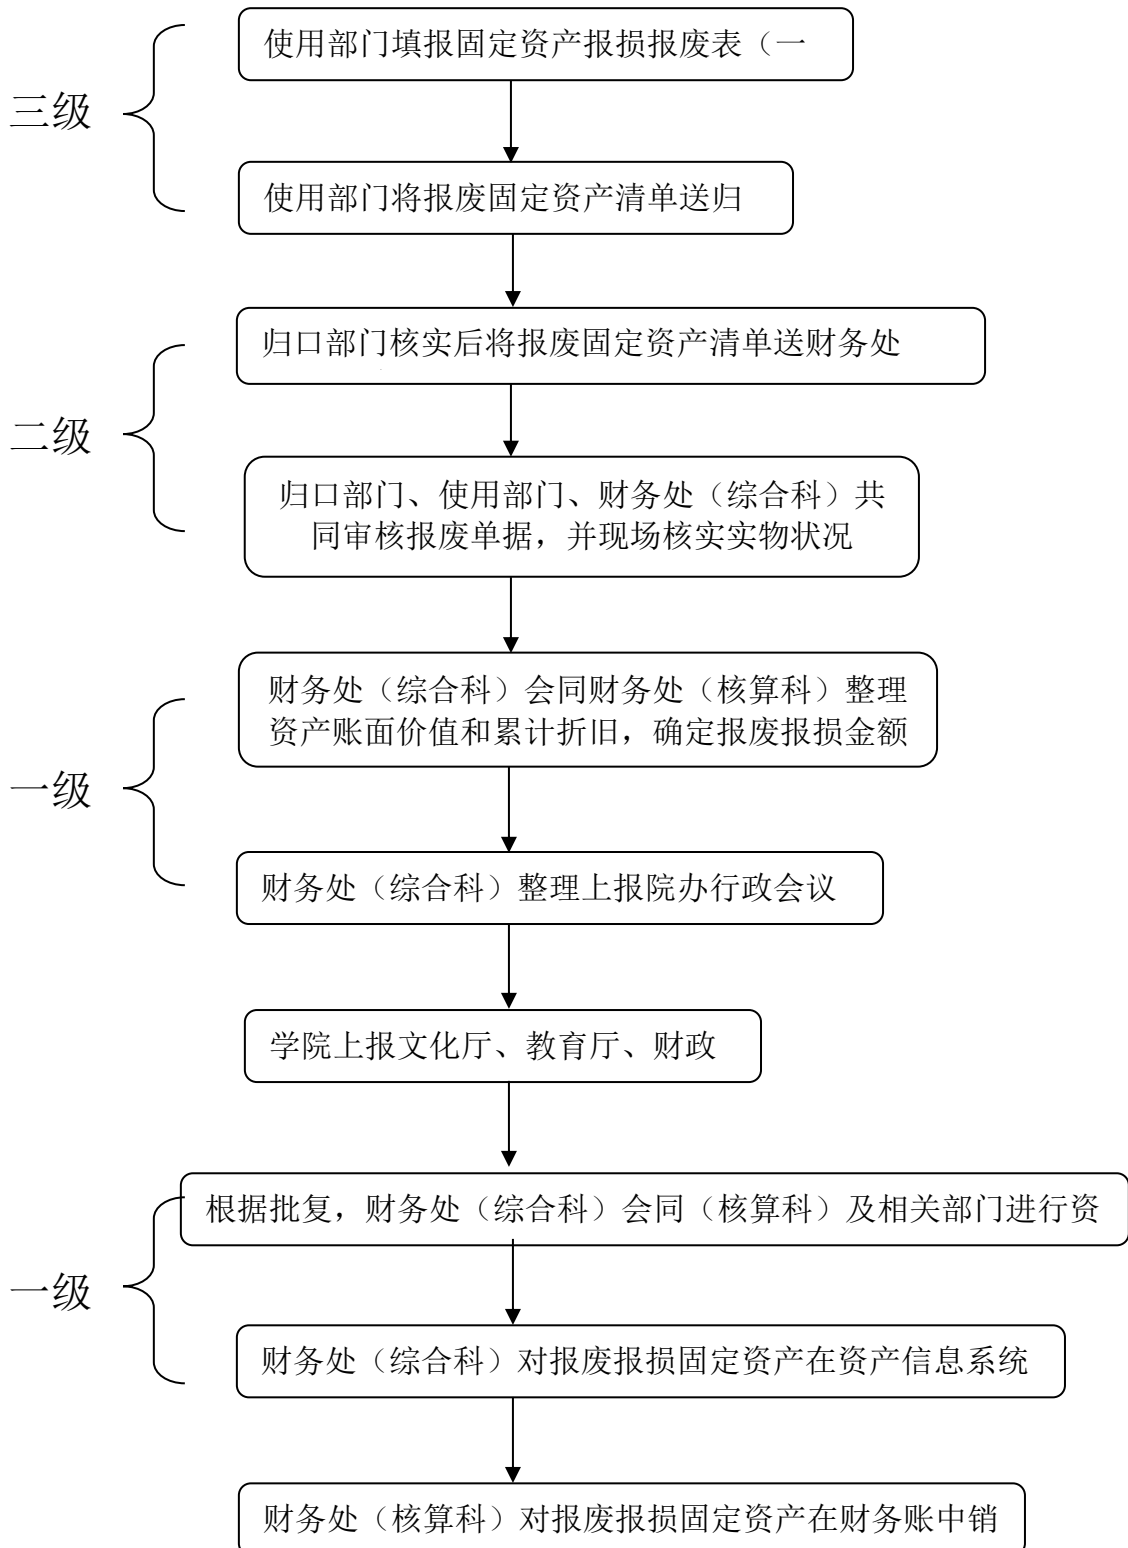 使用部门填报固定资产报损报废表（一
三级
使用部门将报废固定资产清单送归
归口部门核实后将报废固定资产清单送财务处
二级
归口部门、使用部门、财务处（综合科）共
同审核报废单据，并现场核实实物状况
财务处（综合科）会同财务处（核算科）整理
资产账面价值和累计折旧，确定报废报损金额
一级
财务处（综合科）整理上报院办行政会议
学院上报文化厅、教育厅、财政
根据批复，财务处（综合科）会同（核算科）及相关部门进行资
一级
财务处（综合科）对报废报损固定资产在资产信息系统
财务处（核算科）对报废报损固定资产在财务账中销